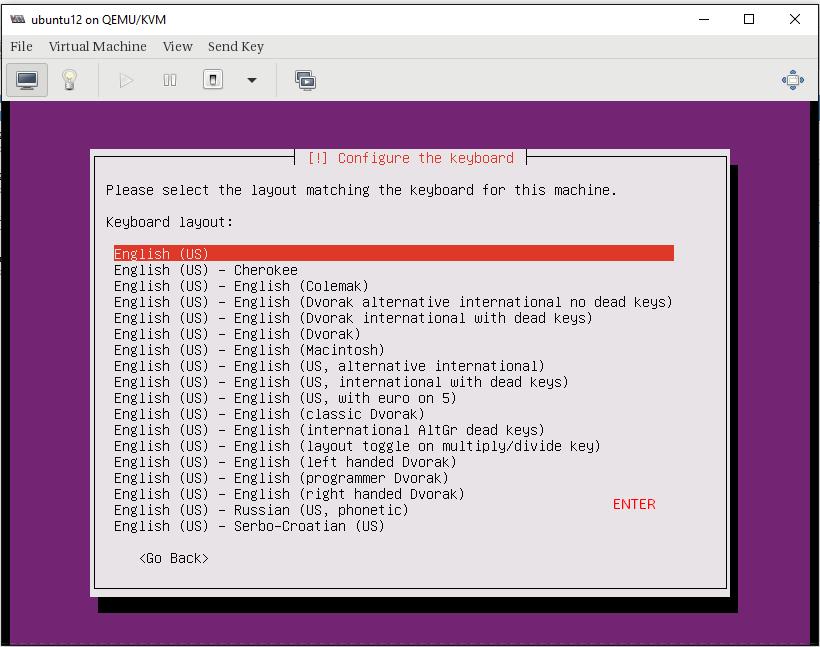 ubuntu12 on QEMU/KVM
File Virtual Machine View Send Key
[!] Configure the keyboard
Please select the layout matching the keyboard for this machine.
Keyboard layout:
English (US)
English (US) - Cherokee
English (US) - English (Colemak)
English (US) - English (Dvorak alternative international no dead keys)
English (US) - English (Dvorak international with dead keys)
English (US) - English (Dvorak)
English (US) - English (Macintosh)
English (US) - English (US, alternative international)
English (US) - English (US, international with dead keys)
English (US) - English (US, with euro on 5)
English (US) - English (classic Dvorak)
English (US) - English (international AltGr dead keys)
English (US) - English (layout toggle on multiply/divide key)
English (US) - English (left handed Dvorak)
English (US) - English (programmer Dvorak)
English (US) - English (right handed Dvorak)
English (US) - Russian (US, phonetic)
ENTER
English (US) - Serbo-Croatian (US)
<Go Back>